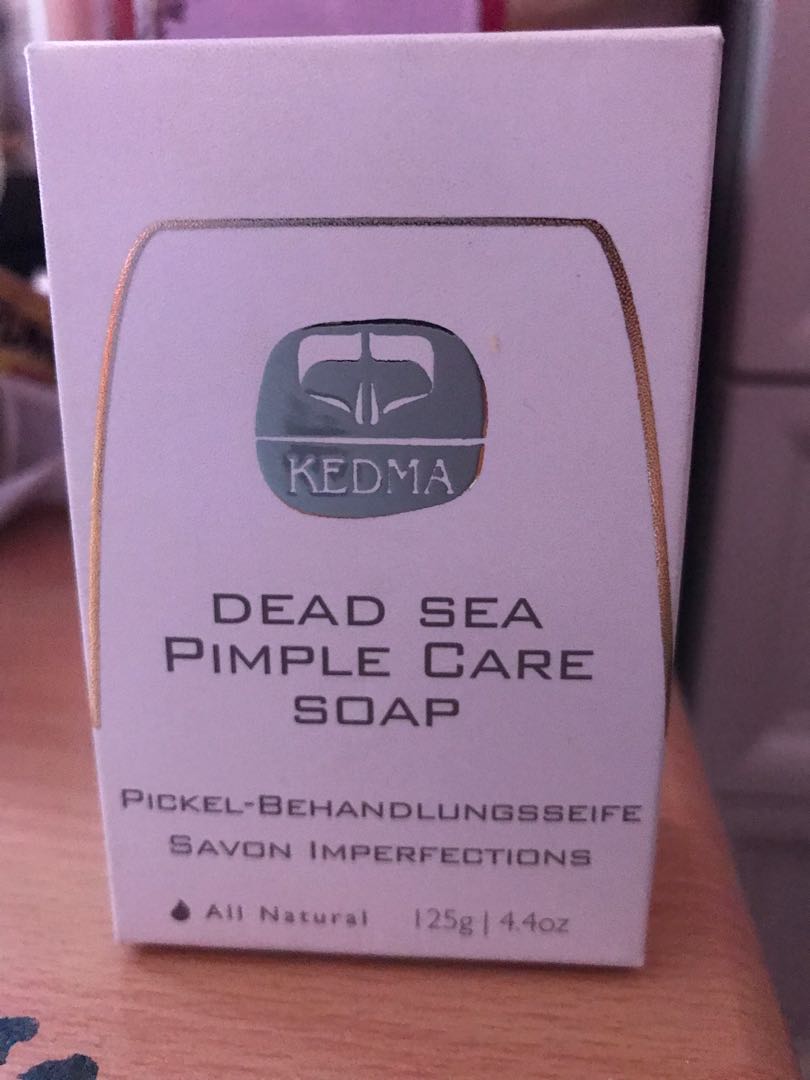 KEDMA
DEAD SEA
PIMPLE CARE
SOAP
PICKEL-BEHANDLUNGSSEIFE
SAVON IMPERFECTIONS
All Natural 125g | 4.4oz